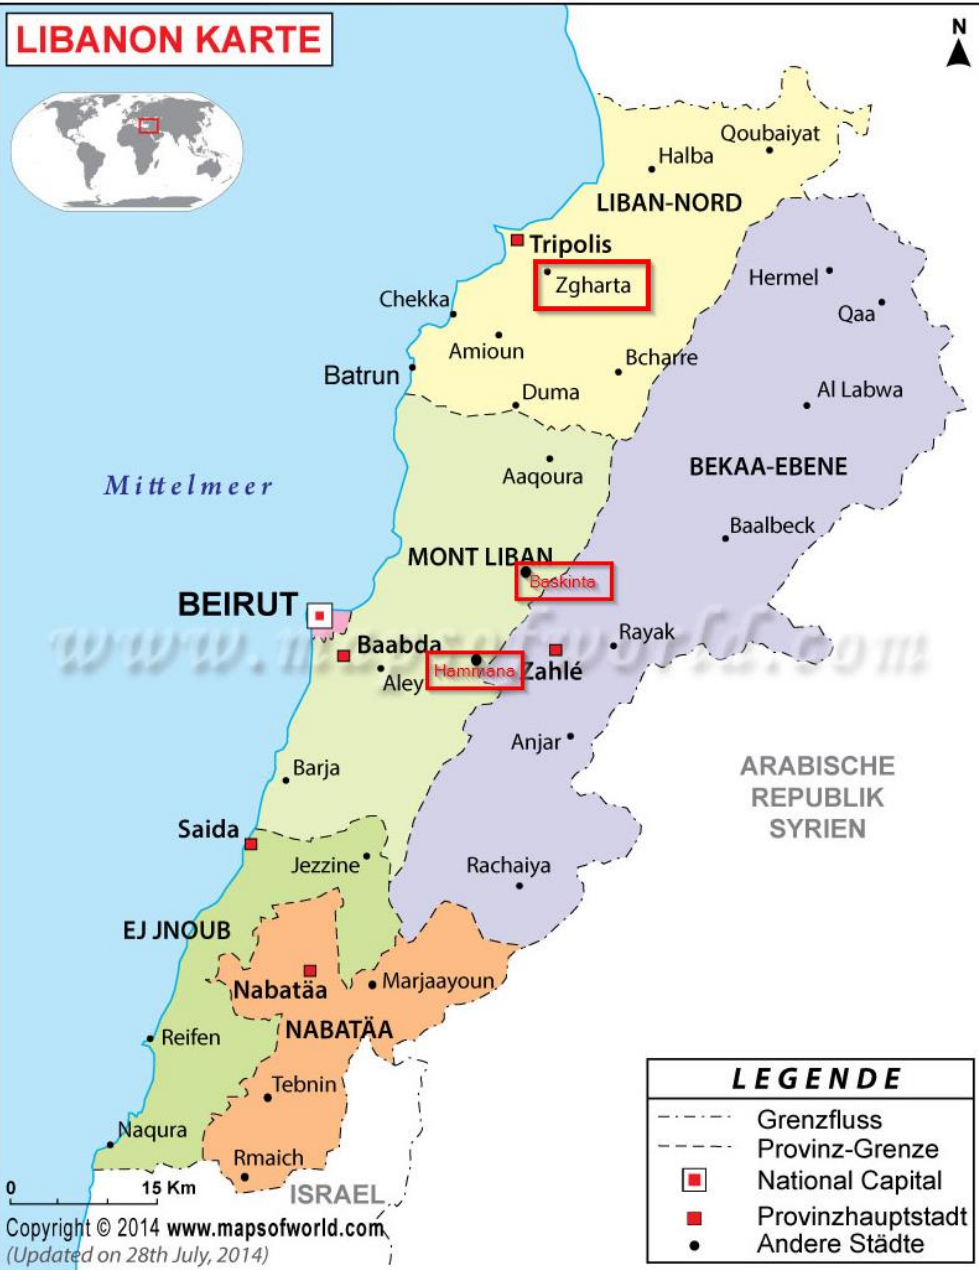 LIBANON KARTE
N
Qoubaiyat
Halba
LIBAN-NORD
Tripolis
Zgharta
Hermel
Chekka
Qaa
Amioun
Bcharre
Batrun
Duma
Al Labwa
Aaqoura
BEKAA-EBENE
Mittelmeer
Baalbeck
MONT LIBAN
Baskinta
BEIRUT
www.mapsofworld.com
Rayak
Baabda
Hammana
Zahlé
Aley
Anjar
Barja
ARABISCHE
REPUBLIK
SYRIEN
Saida
Jezzine
Rachaiya
EJ JNOUB
Marjaayoun
Nabatäa
NABATÄA
Reifen
Tebnin
Naqura
Rmaich
ISRAEL
LEGENDE
Grenzfluss
Provinz-Grenze
National Capital
Provinzhauptstadt
Andere Städte
0 15 Km
Copyright © 2014 www.mapsofworld.com
(Updated on 28th July, 2014)